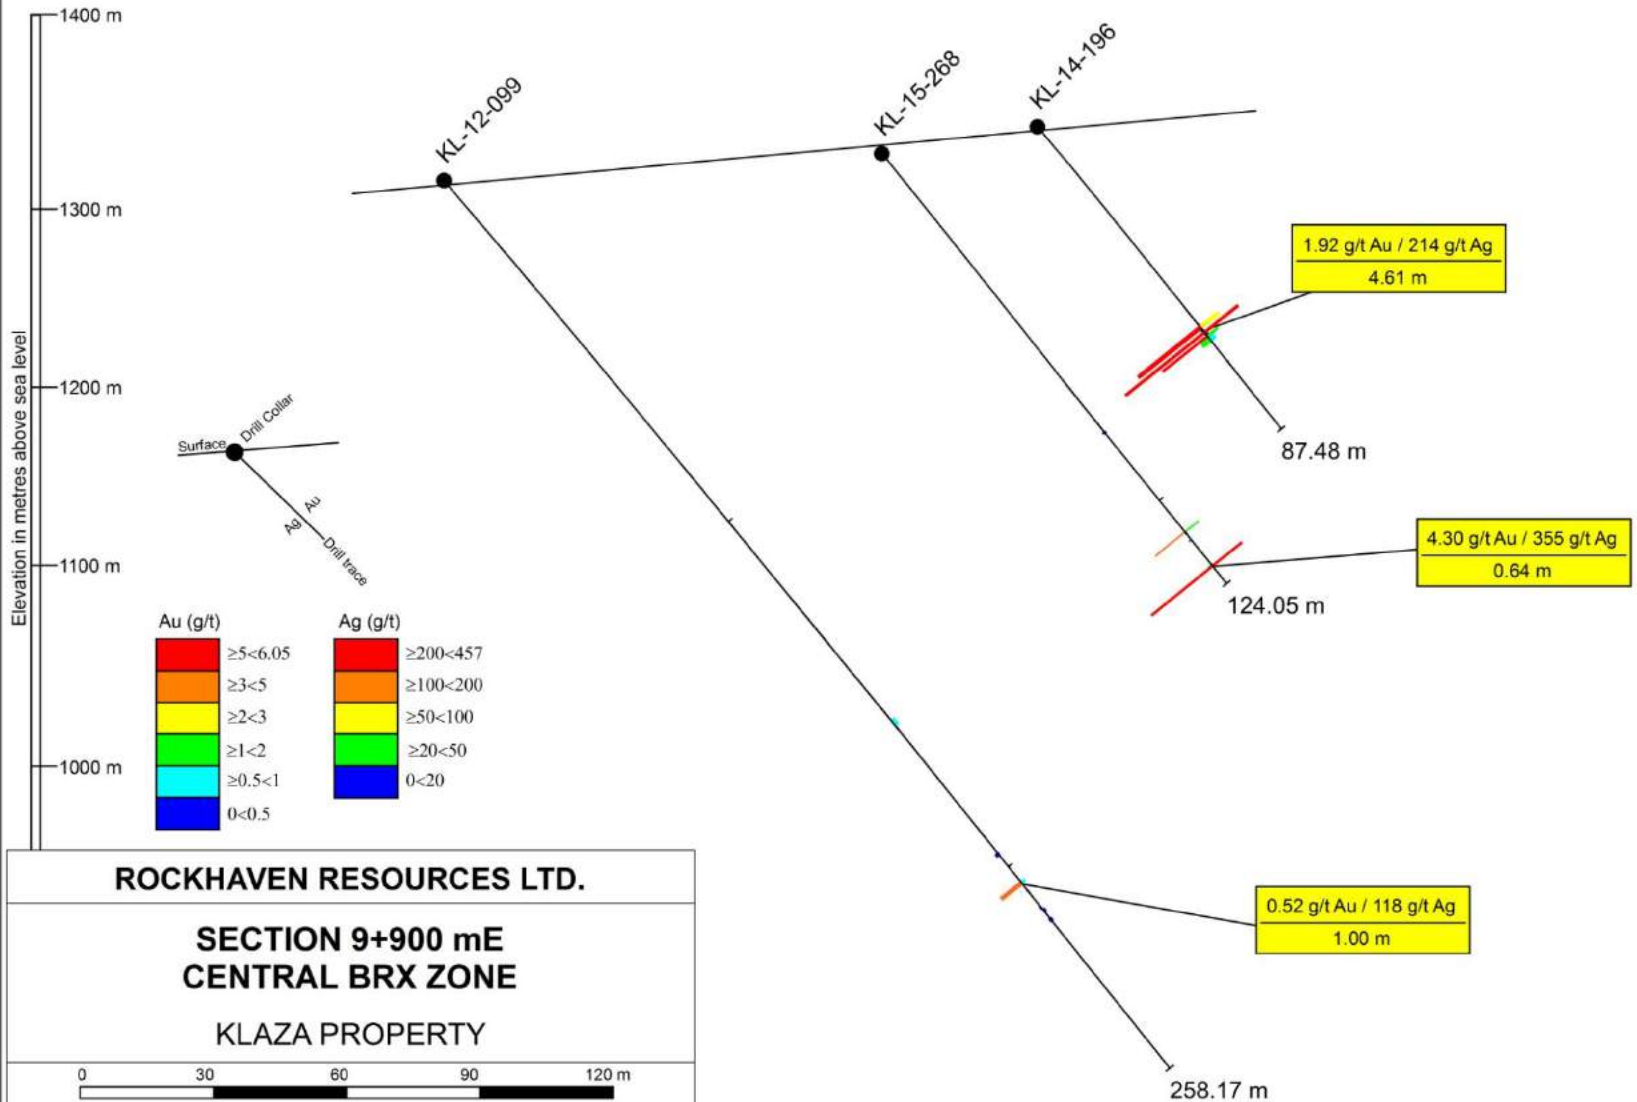 1400 m
KL-12-099
KL-15-268
KL-14-196
1300 m
1.92 g/t Au / 214 g/t Ag
4.61 m
Elevation in metres above sea level
1200 m
Surface
Drill Collar
87.48 m
Au
Ag
Drill trace
4.30 g/t Au / 355 g/t Ag
0.64 m
1100 m
124.05 m
Au (g/t)
≥5<6.05
≥3<5
≥2<3
≥1<2
≥0.5<1
0<0.5
Ag (g/t)
≥200<457
≥100<200
≥50<100
≥20<50
0<20
1000 m
0.52 g/t Au / 118 g/t Ag
1.00 m
258.17 m
ROCKHAVEN RESOURCES LTD.
SECTION 9+900 mE
CENTRAL BRX ZONE
KLAZA PROPERTY
0 30 60 90 120 m